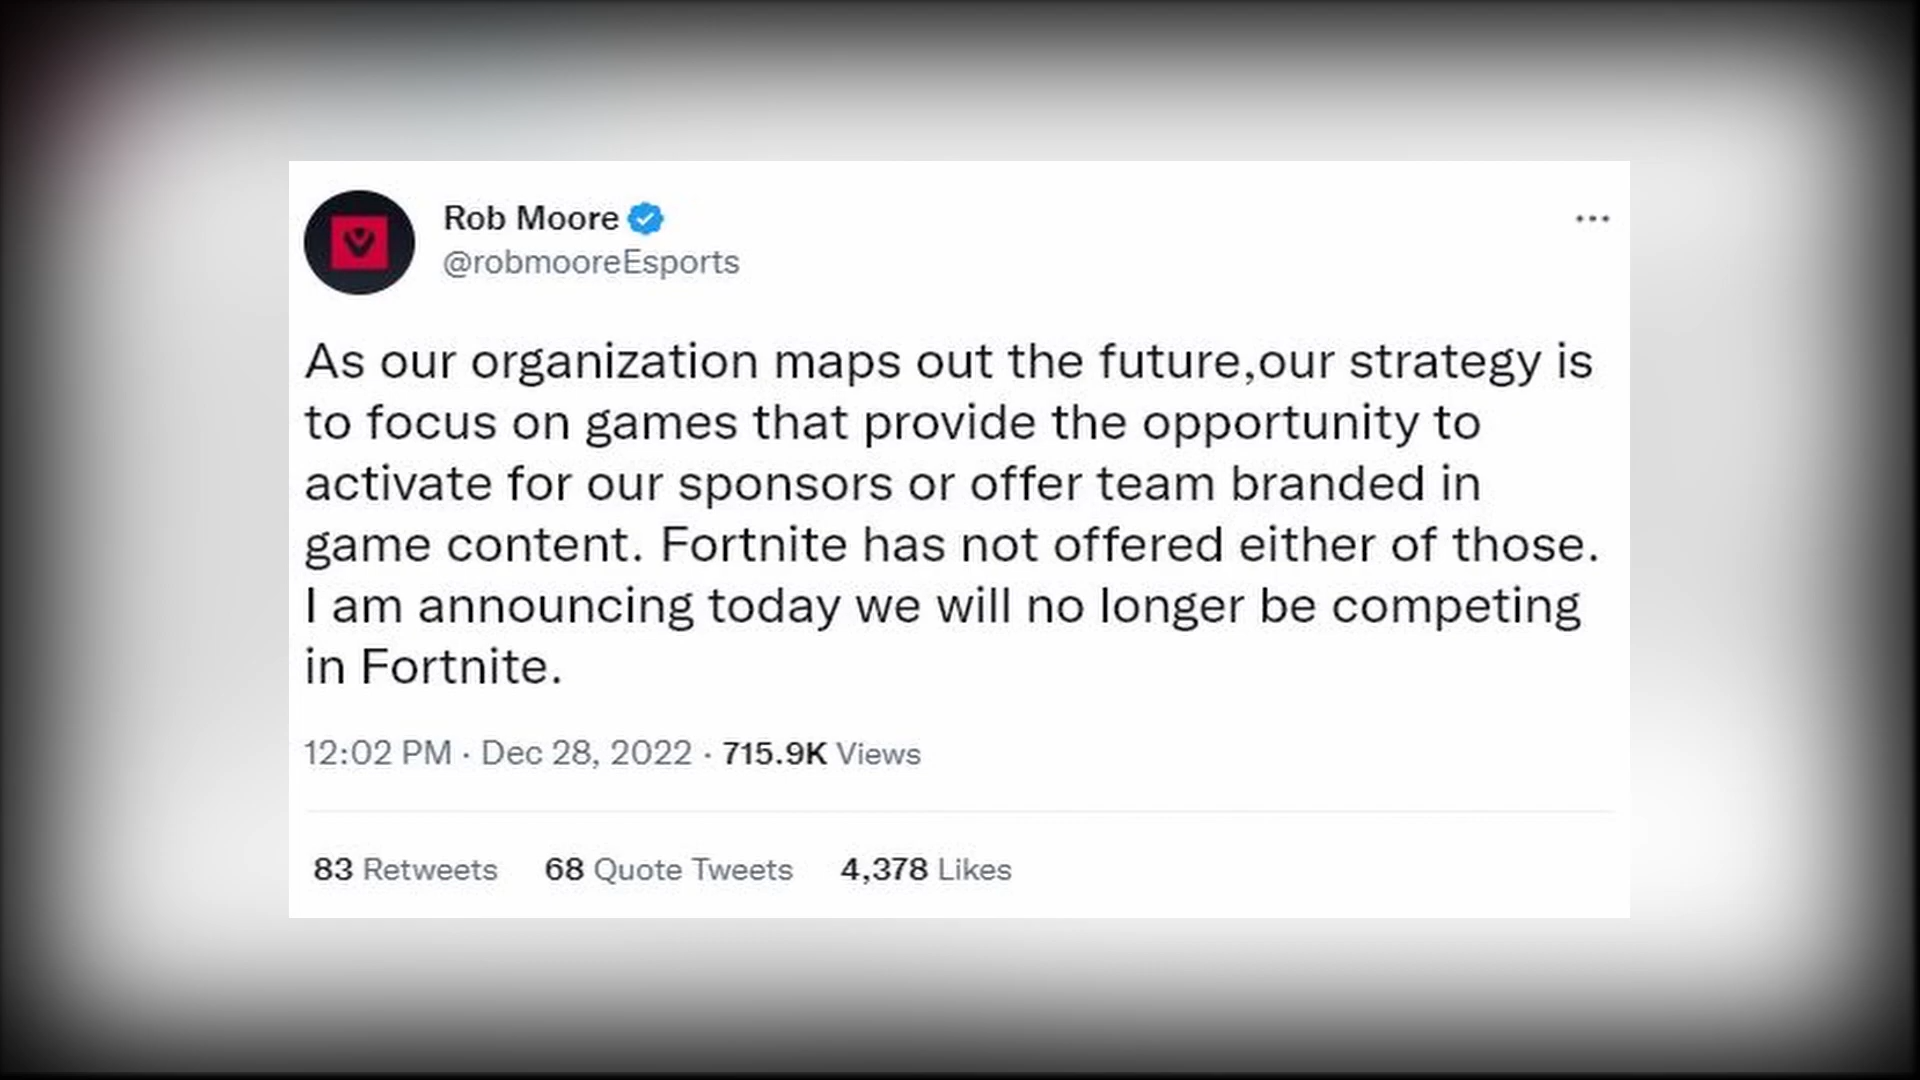 Rob Moore
@robmooreEsports
As our organization maps out the future,our strategy is
to focus on games that provide the opportunity to
activate for our sponsors or offer team branded in
game content. Fortnite has not offered either of those.
I am announcing today we will no longer be competing
in Fortnite.
12:02 PM · Dec 28, 2022 · 715.9K Views
83 Retweets 68 Quote Tweets 4,378 Likes